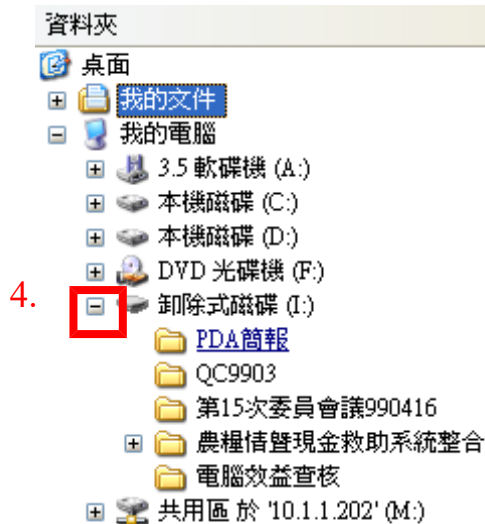 資料夾
桌面
我的文件
我的電腦
3.5 軟碟機 (A:)
本機磁碟 (C:)
本機磁碟 (D:)
DVD 光碟機 (F:)
4.
卸除式磁碟 (I:)
PDA簡報
QC9903
第15次委員會議990416
農糧情暨現金救助系統整合
電腦效益查核
共用區 於 '10.1.1.202' (M:)